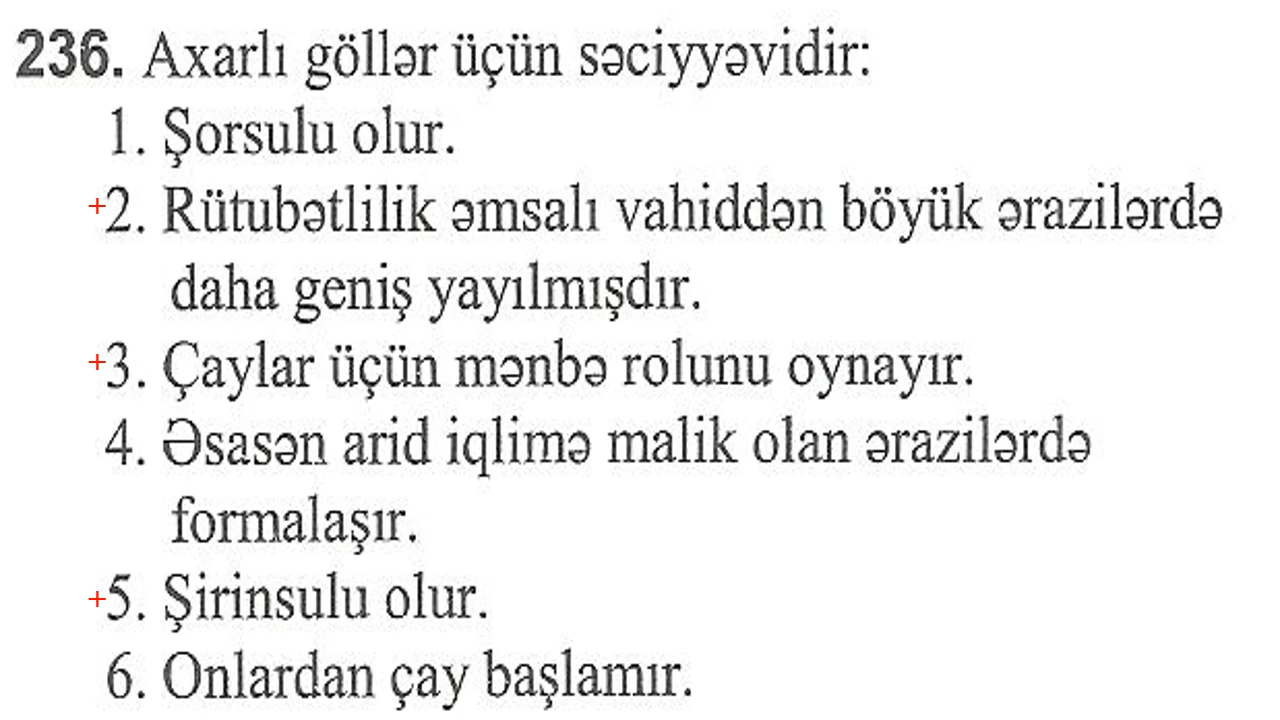 236. Axarlı göllər üçün səciyyəvidir:
1. Şorsulu olur.
+2. Rütubətlilik əmsalı vahiddən böyük ərazilərdə
daha geniş yayılmışdır.
+3. Çaylar üçün mənbə rolunu oynayır.
4. Əsasən arid iqlimə malik olan ərazilərdə
formalaşır.
+5. Şirinsulu olur.
6. Onlardan çay başlamır.